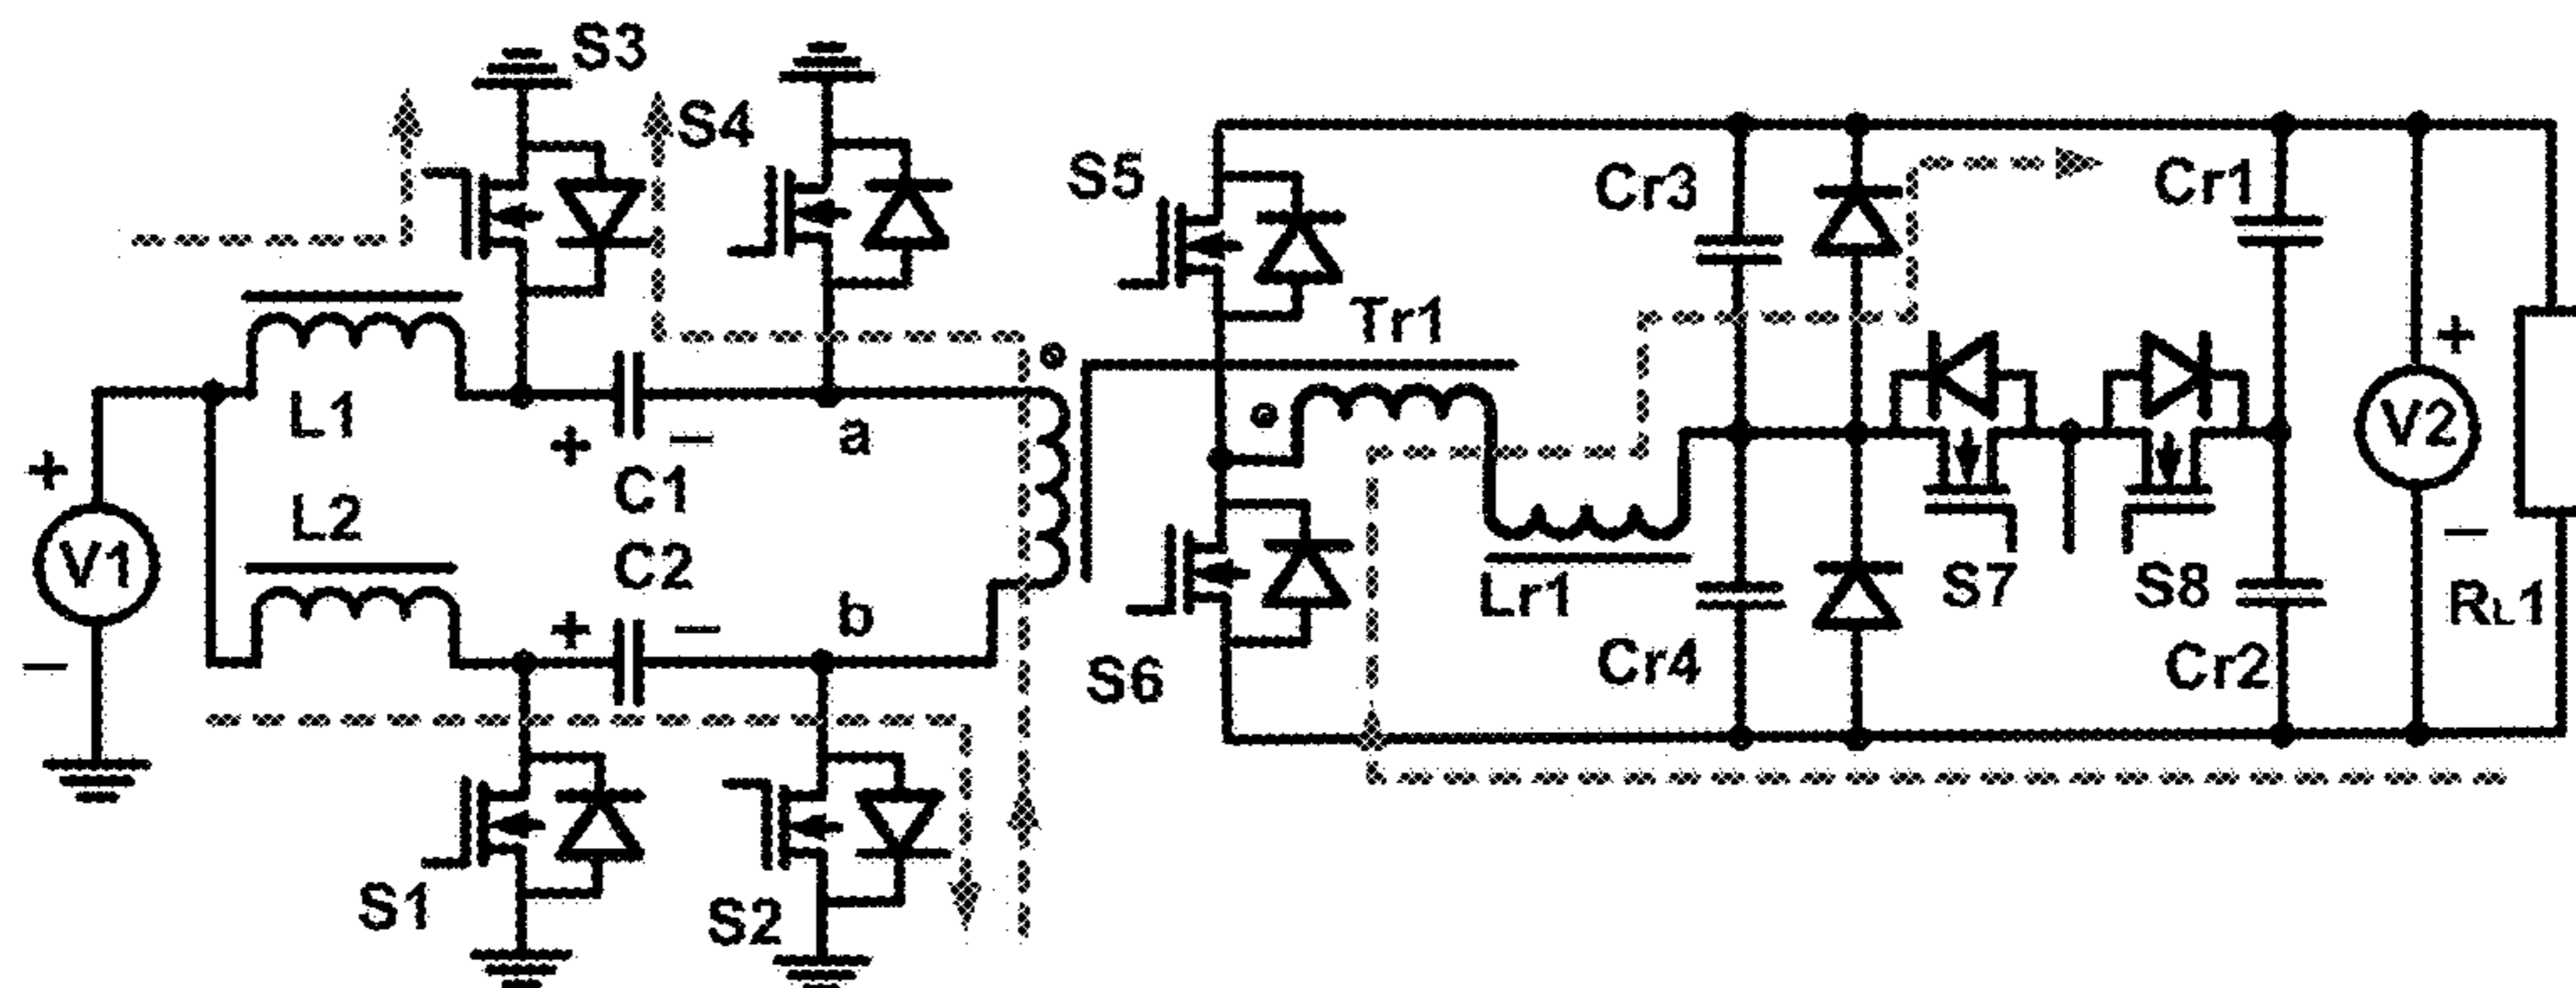 S3
S4
S5
Cr3
Cr1
Tr1
L1
+
−
a
+
C1
+
V2
L2
C2
V1
Lr1
S7
S8
−
RL1
+
−
b
−
S6
Cr4
Cr2
S1
S2